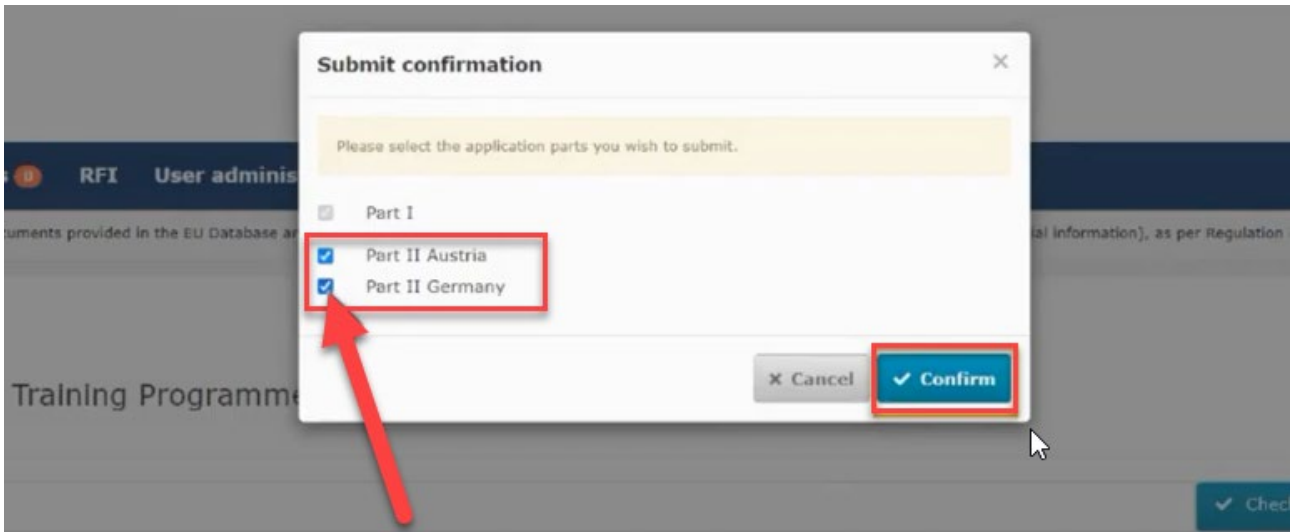 Submit confirmation
Please select the application parts you wish to submit.
RFI User adminis
Part I
uments provided in the EU Database ar
ial information), as per Regulation
Part II Austria
Part II Germany
Training Programme
× Cancel ✓ Confirm
✓ Chec